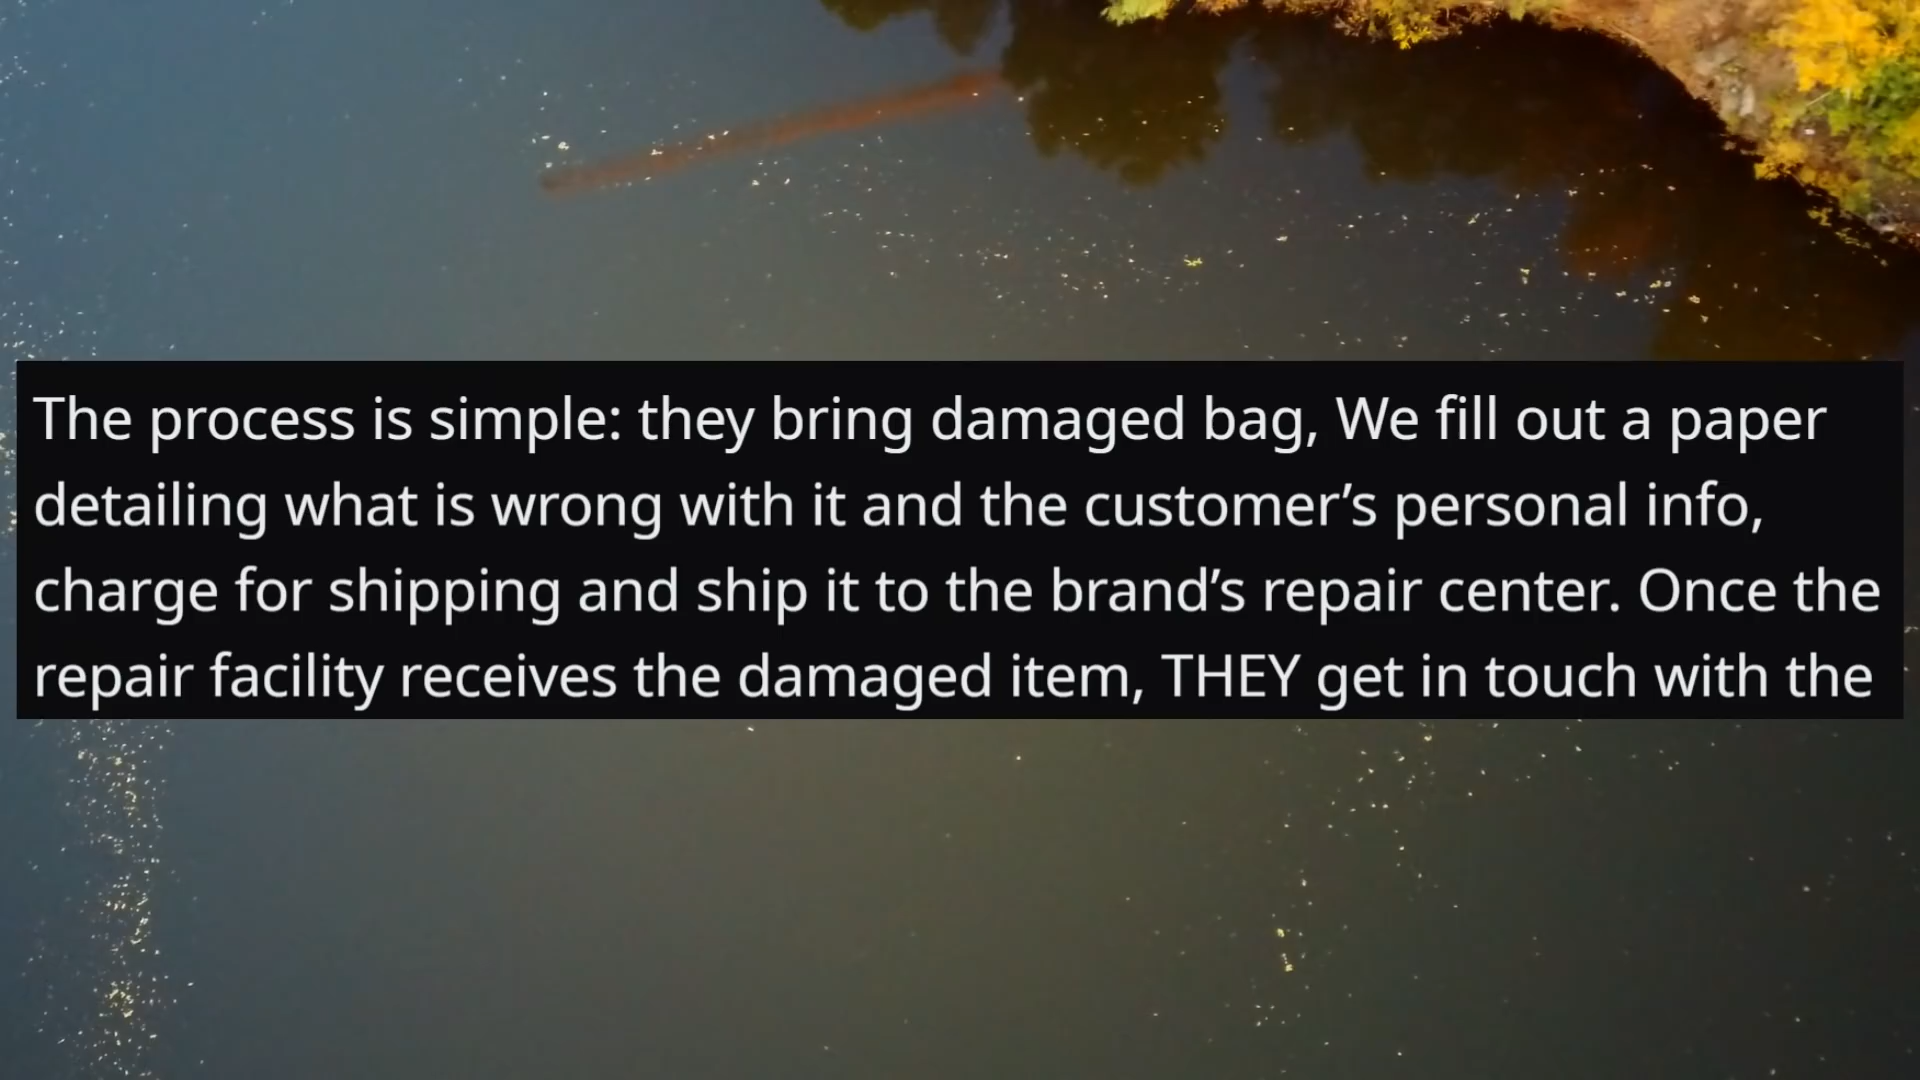 The process is simple: they bring damaged bag, We fill out a paper
detailing what is wrong with it and the customer’s personal info,
charge for shipping and ship it to the brand’s repair center. Once the
repair facility receives the damaged item, THEY get in touch with the